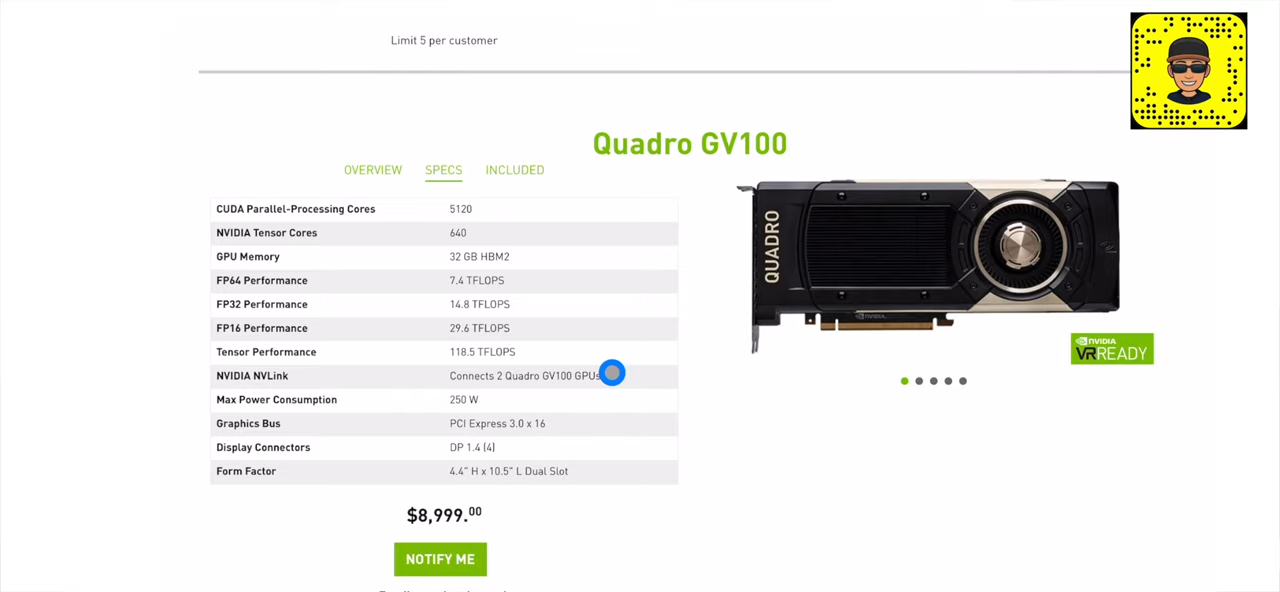 Limit 5 per customer
Quadro GV100
OVERVIEW SPECS INCLUDED
CUDA Parallel-Processing Cores 5120
NVIDIA Tensor Cores 640
GPU Memory 32 GB HBM2
FP64 Performance 7.4 TFLOPS
FP32 Performance 14.8 TFLOPS
FP16 Performance 29.6 TFLOPS
Tensor Performance 118.5 TFLOPS
NVIDIA NVLink Connects 2 Quadro GV100 GPUs
Max Power Consumption 250 W
Graphics Bus PCI Express 3.0 x 16
Display Connectors DP 1.4 (4)
Form Factor 4.4" H x 10.5" L Dual Slot
$8,999.00
NOTIFY ME
QUADRO
NVIDIA.
NVIDIA
VRREADY